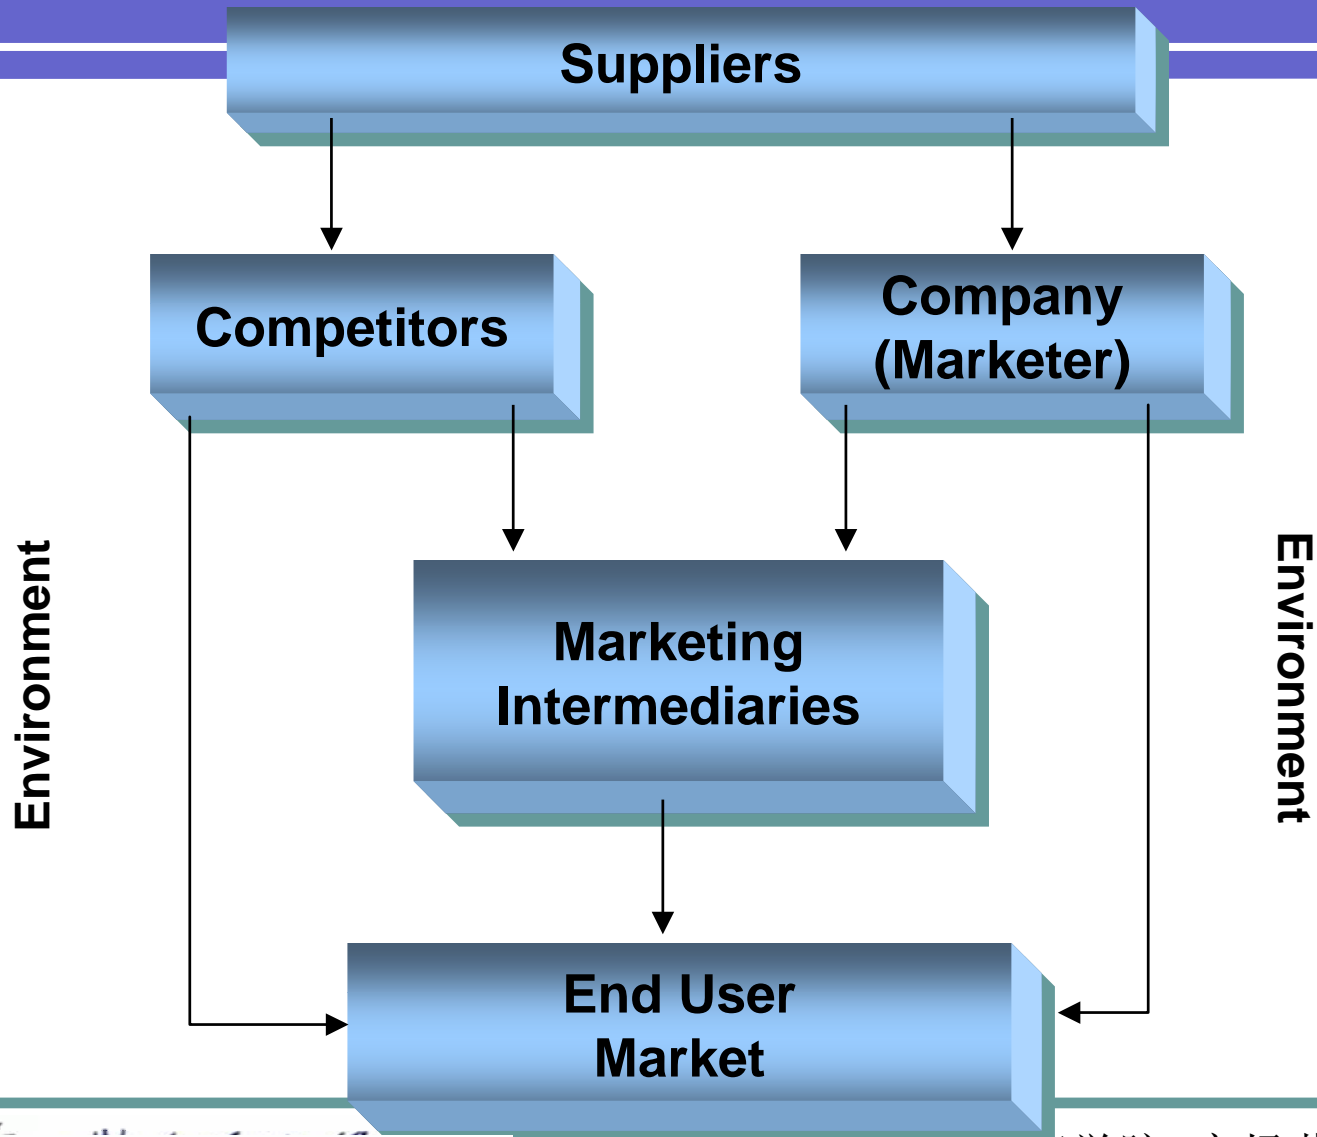 Suppliers
Competitors
Company
(Marketer)
Environment
Environment
Marketing
Intermediaries
End User
Market